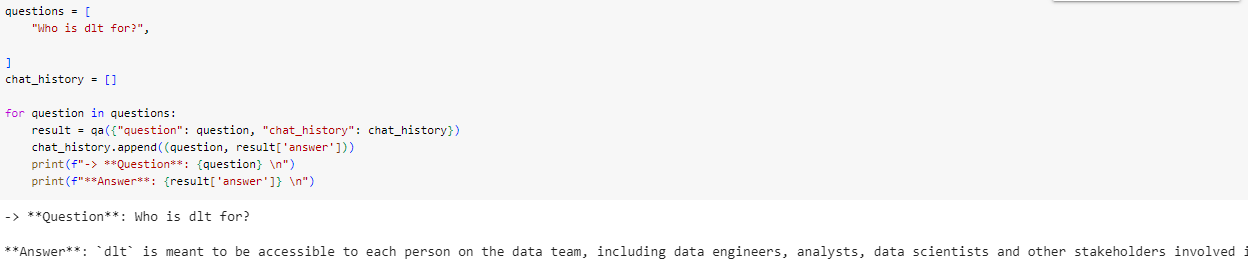 questions = [
    "Who is dlt for?",
]
chat_history = []
for question in questions:
    result = qa({"question": question, "chat_history": chat_history})
    chat_history.append((question, result['answer']))
    print(f"-> **Question**: {question} \n")
    print(f"**Answer**: {result['answer']} \n")
-> **Question**: Who is dlt for?
**Answer**: `dlt` is meant to be accessible to each person on the data team, including data engineers, analysts, data scientists and other stakeholders involved